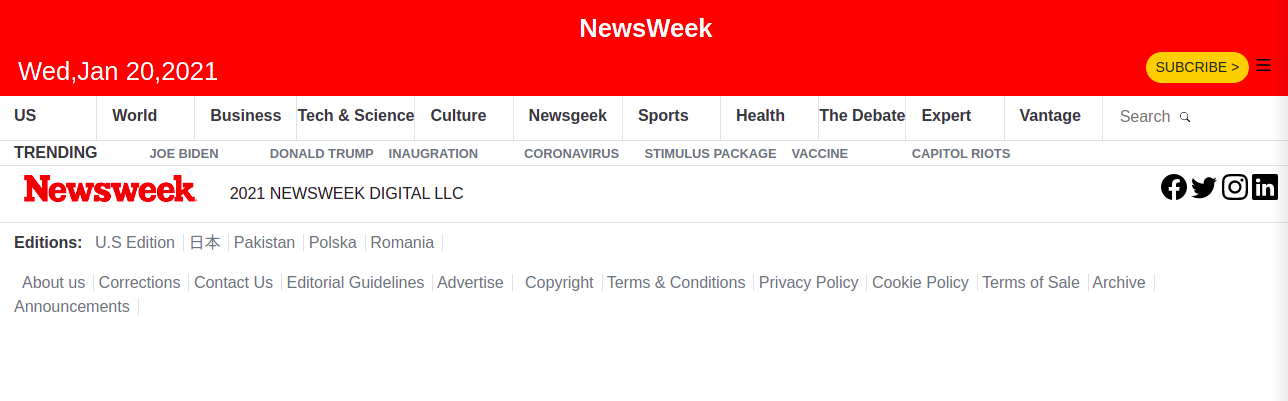 NewsWeek
Wed,Jan 20,2021
SUBCRIBE >
US World Business Tech & Science Culture Newsgeek Sports Health The Debate Expert Vantage Search
TRENDING JOE BIDEN DONALD TRUMP INAUGRATION CORONAVIRUS STIMULUS PACKAGE VACCINE CAPITOL RIOTS
Newsweek 2021 NEWSWEEK DIGITAL LLC
Editions: U.S Edition 日本 Pakistan Polska Romania
About us Corrections Contact Us Editorial Guidelines Advertise Copyright Terms & Conditions Privacy Policy Cookie Policy Terms of Sale Archive
Announcements